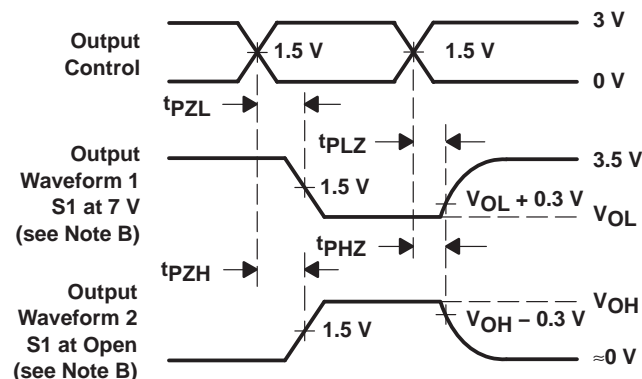 3 V
Output
Control
1.5 V
1.5 V
0 V
tPZL
tPLZ
Output
Waveform 1
S1 at 7 V
(see Note B)
3.5 V
1.5 V
VOL + 0.3 V
VOL
tPHZ
tPZH
Output
Waveform 2
S1 at Open
(see Note B)
VOH
1.5 V
VOH – 0.3 V
≈0 V